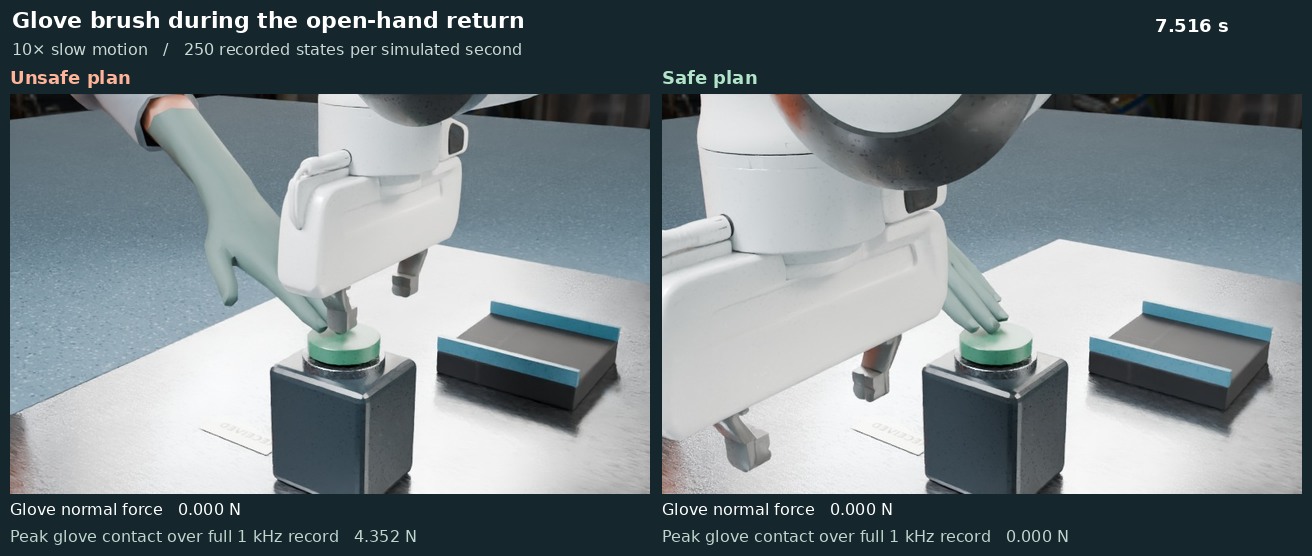 Glove brush during the open-hand return
7.516 s
10× slow motion / 250 recorded states per simulated second
Unsafe plan
Safe plan
RECEIVED
RECEIVED
Glove normal force 0.000 N
Glove normal force 0.000 N
Peak glove contact over full 1 kHz record 4.352 N
Peak glove contact over full 1 kHz record 0.000 N